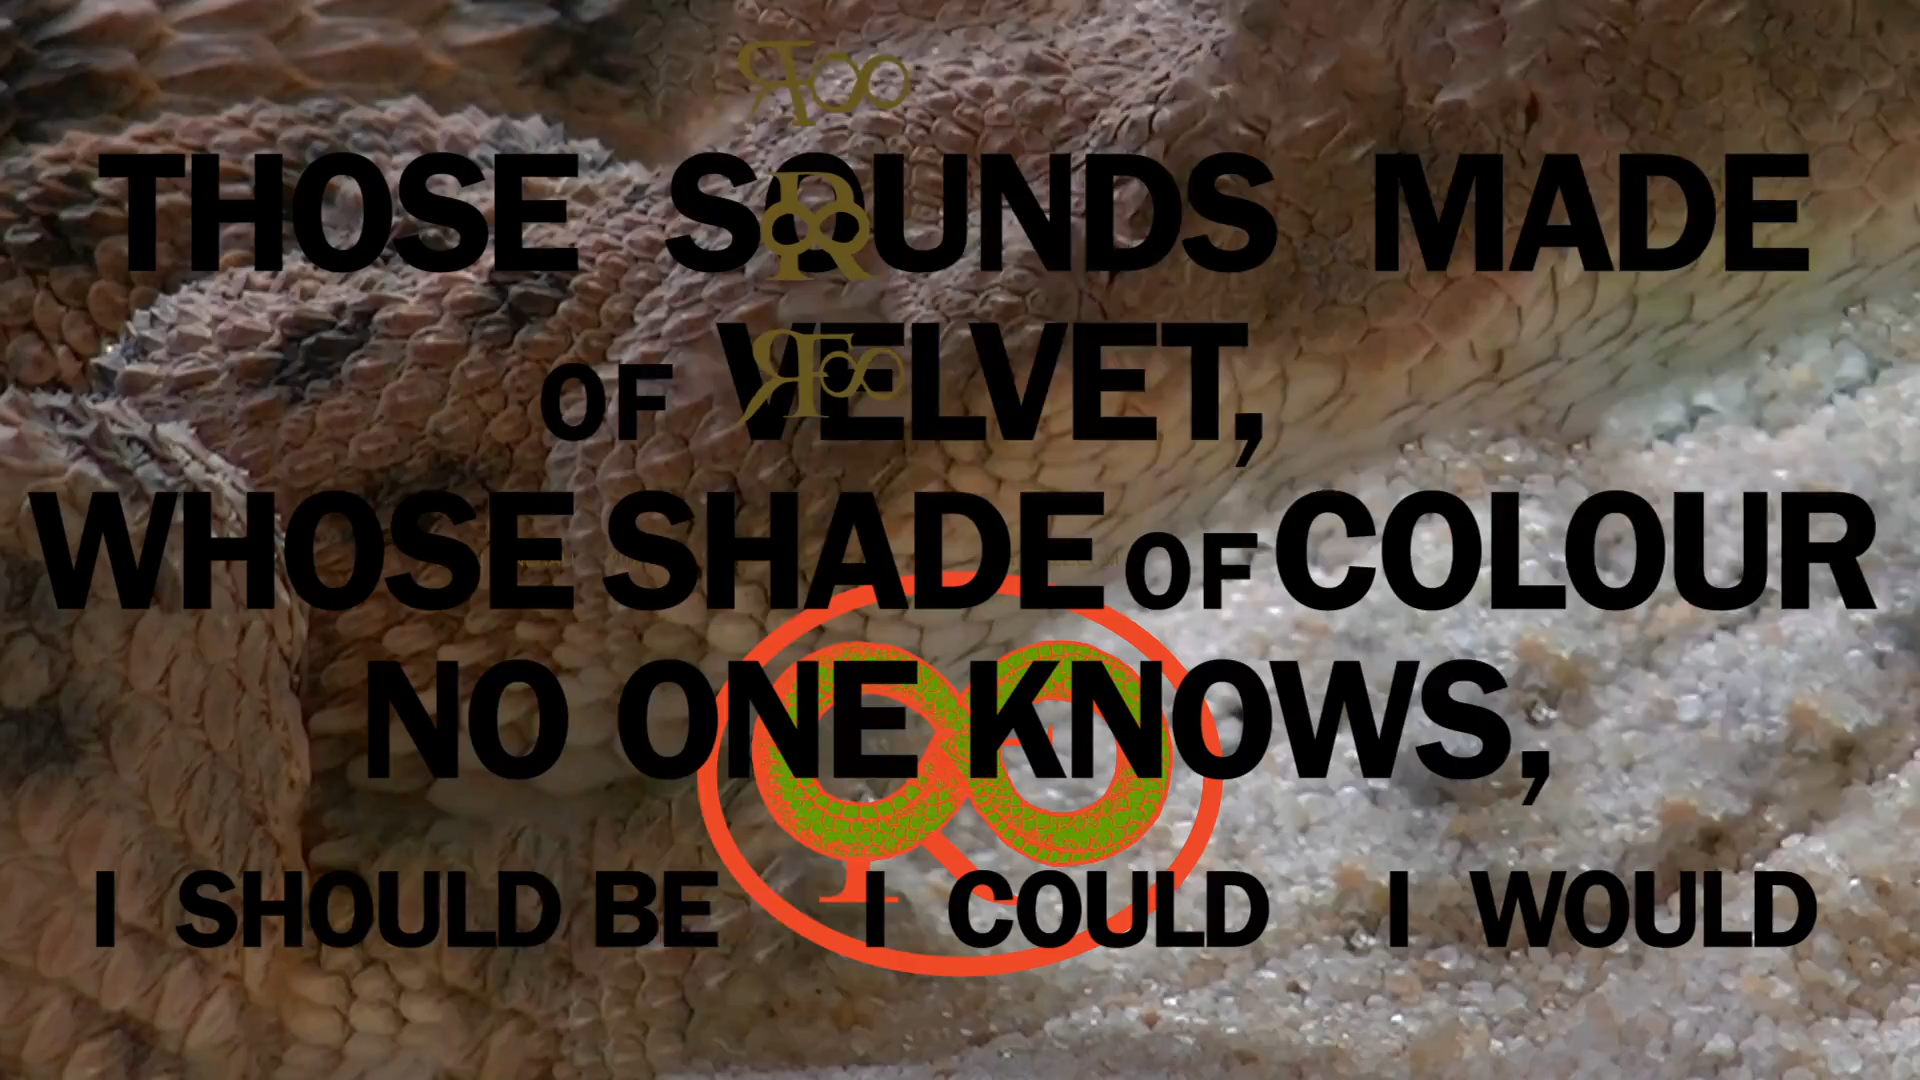 THOSE SOUNDS MADE
OF VELVET,
WHOSE SHADE OF COLOUR
NO ONE KNOWS,
I SHOULD BE I COULD I WOULD